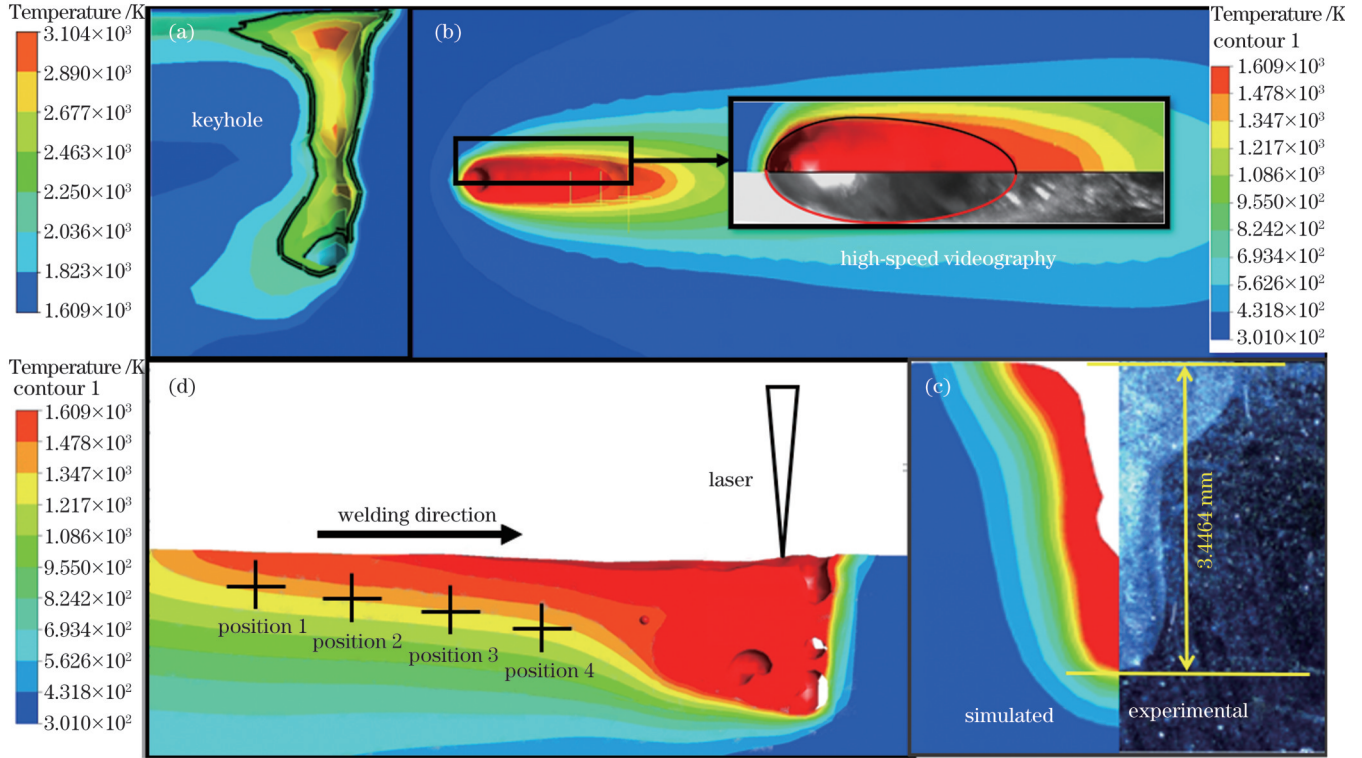 Temperature /K
3.104×10³
2.890×10³
2.677×10³
2.463×10³
2.250×10³
2.036×10³
1.823×10³
1.609×10³
(a)
keyhole
(b)
high-speed videography
Temperature /K
contour 1
1.609×10³
1.478×10³
1.347×10³
1.217×10³
1.086×10³
9.550×10²
8.242×10²
6.934×10²
5.626×10²
4.318×10²
3.010×10²
Temperature /K
contour 1
1.609×10³
1.478×10³
1.347×10³
1.217×10³
1.086×10³
9.550×10²
8.242×10²
6.934×10²
5.626×10²
4.318×10²
3.010×10²
(d)
laser
welding direction
position 1
position 2
position 3
position 4
(c)
3.4464 mm
simulated
experimental